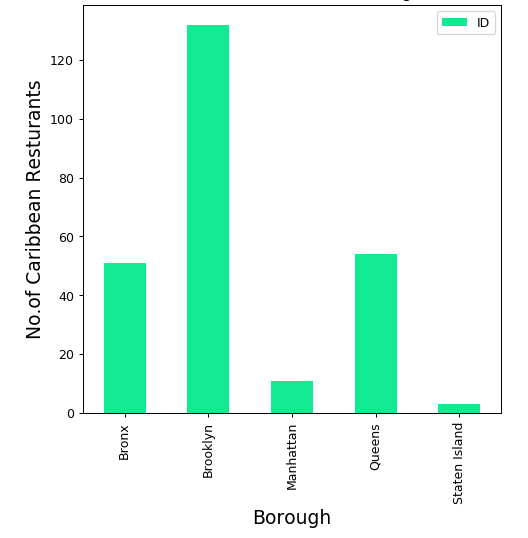 ID
120
100
80
60
40
20
0
No.of Caribbean Resturants
Bronx
Brooklyn
Manhattan
Queens
Staten Island
Borough